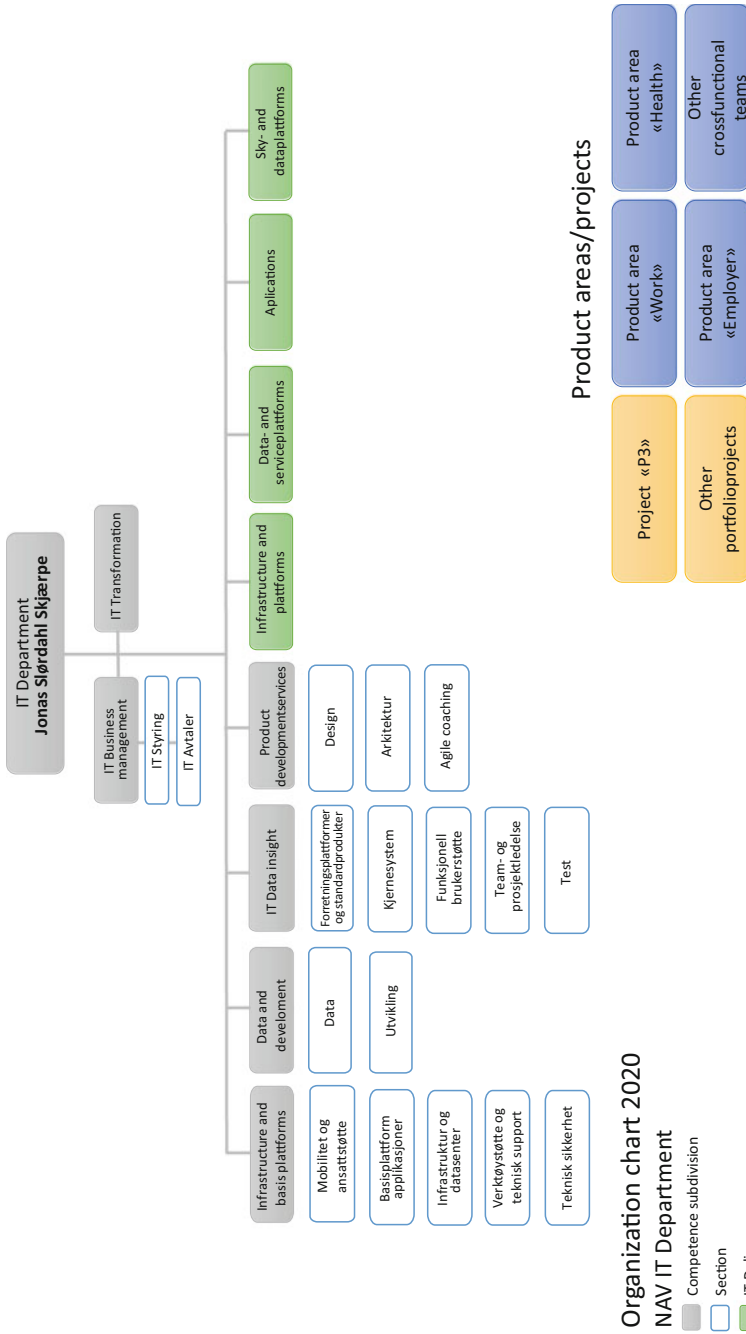 IT Department
Jonas Slørdahl Skjærpe
IT Business
management
IT Transformation
IT Styring
IT Avtaler
Infrastructure and
basis plattforms
Data and
develoment
IT Data insight
Product
developmentservices
Infrastructure and
plattforms
Data- and
serviceplattforms
Aplications
Sky- and
dataplattforms
Mobilitet og
ansattstøtte
Basisplattform
applikasjoner
Infrastruktur og
datasenter
Verktøystøtte og
teknisk support
Teknisk sikkerhet
Data
Utvikling
Forretningsplattformer
og standardprodukter
Kjernesystem
Funksjonell
brukerstøtte
Team- og
prosjektledelse
Test
Design
Arkitektur
Agile coaching
Organization chart 2020
NAV IT Department
Competence subdivision
Section
Product areas/projects
Project «P3»
Product area
«Work»
Product area
«Health»
Other
portfolioprojects
Product area
«Employer»
Other
crossfunctional
teams